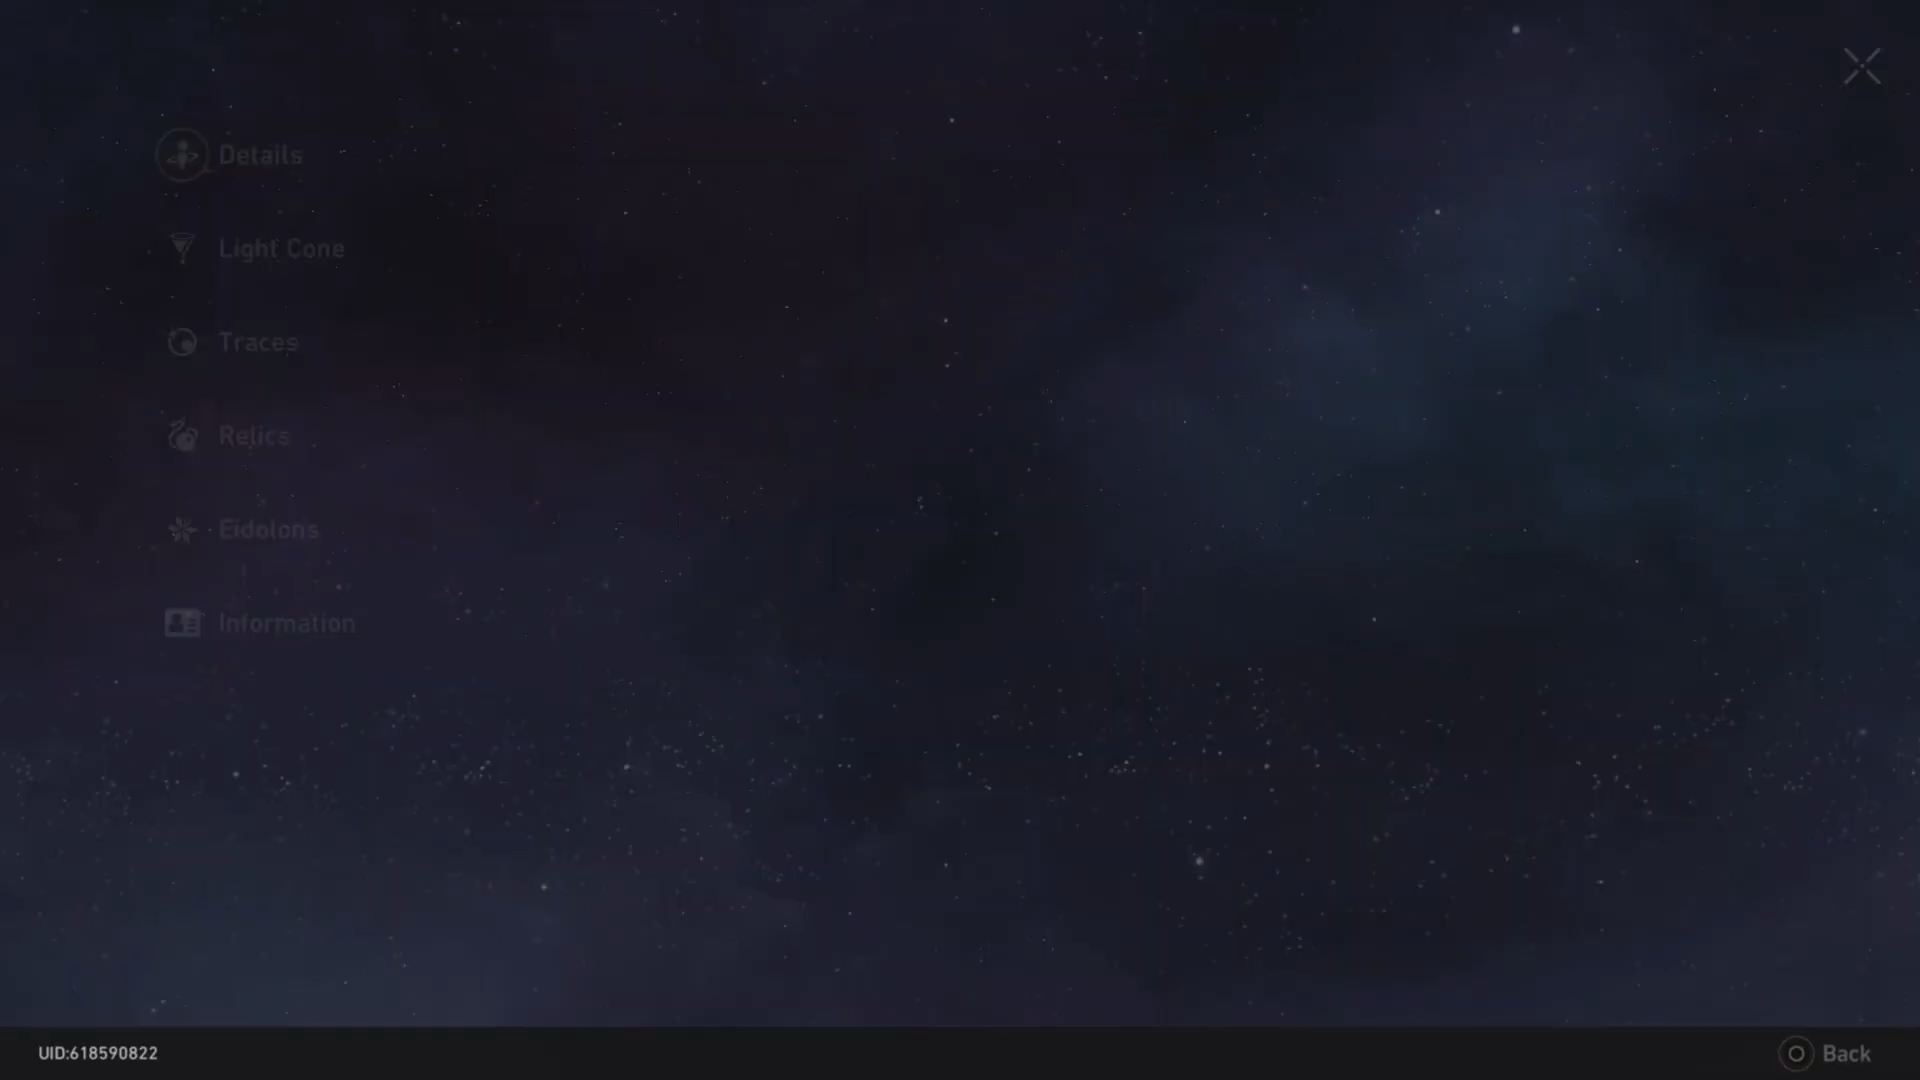 Details
Light Cone
Traces
Relics
Eidolons
Information
UID:618590822
Back